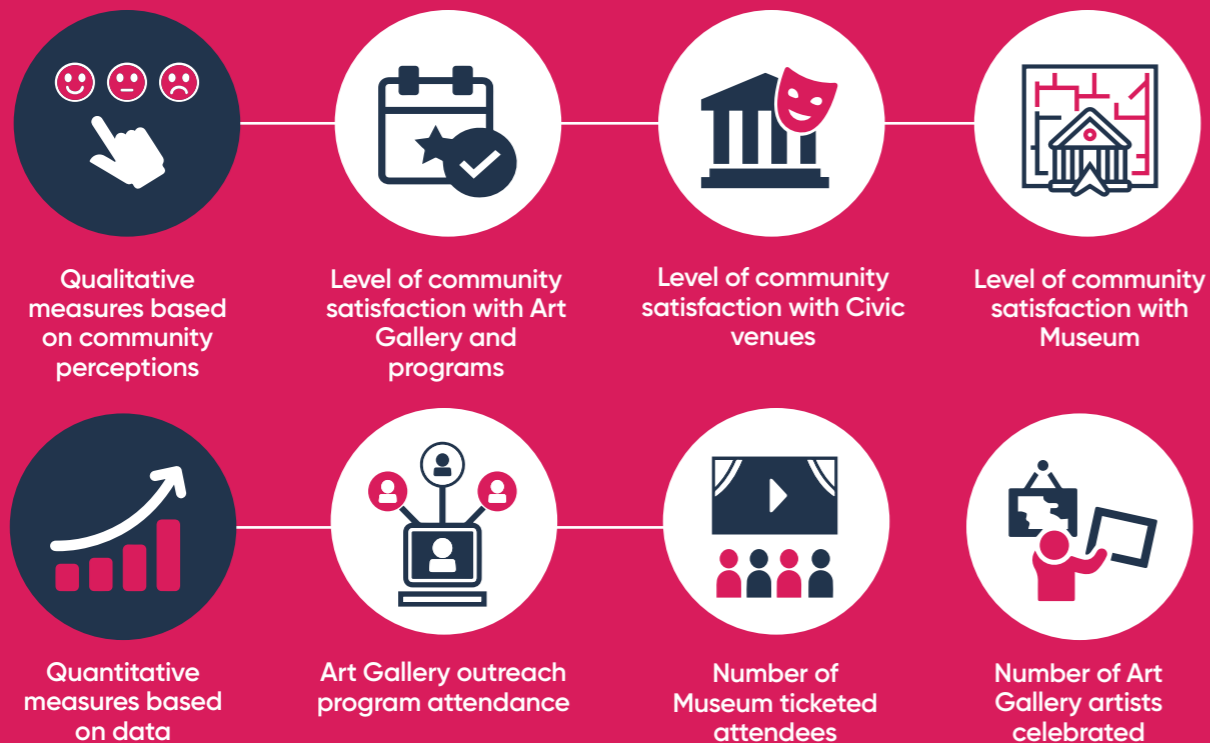 Qualitative
measures based
on community
perceptions
Level of community
satisfaction with Art
Gallery and
programs
Level of community
satisfaction with Civic
venues
Level of community
satisfaction with
Museum
Quantitative
measures based
on data
Art Gallery outreach
program attendance
Number of
Museum ticketed
attendees
Number of Art
Gallery artists
celebrated